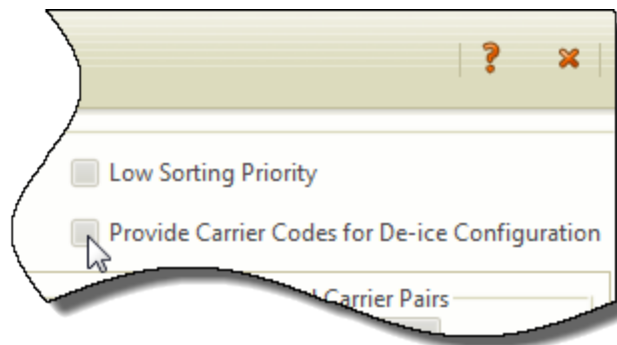 Low Sorting Priority
Provide Carrier Codes for De-ice Configuration
Carrier Pairs